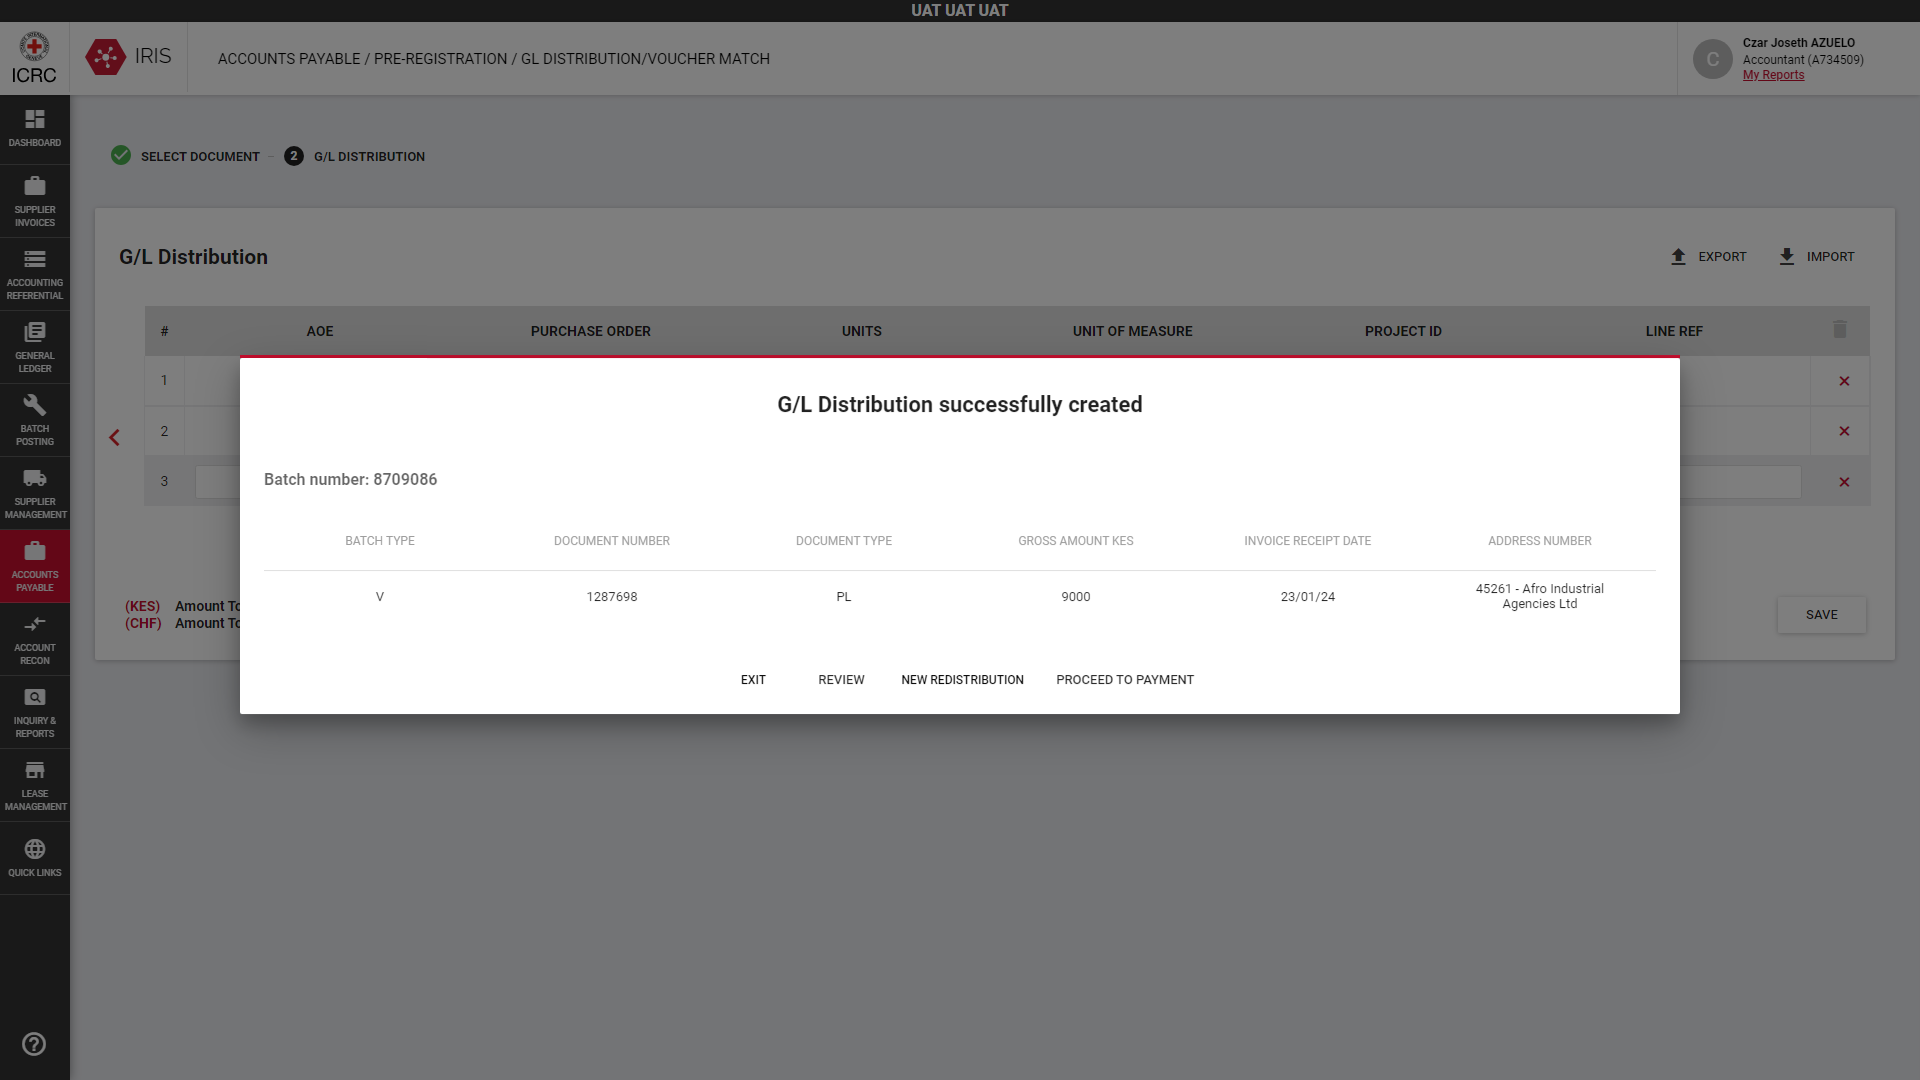 UAT UAT UAT
ICRC
IRIS
ACCOUNTS PAYABLE / PRE-REGISTRATION / GL DISTRIBUTION/VOUCHER MATCH
C
Czar Joseth AZUELO
Accountant (A734509)
My Reports
DASHBOARD
SUPPLIER
INVOICES
ACCOUNTING
REFERENTIAL
GENERAL
LEDGER
BATCH
POSTING
SUPPLIER
MANAGEMENT
ACCOUNTS
PAYABLE
ACCOUNT
RECON
INQUIRY &
REPORTS
LEASE
MANAGEMENT
QUICK LINKS
SELECT DOCUMENT
2 G/L DISTRIBUTION
G/L Distribution
EXPORT IMPORT
# AOE PURCHASE ORDER UNITS UNIT OF MEASURE PROJECT ID LINE REF
1
2
3
G/L Distribution successfully created
Batch number: 8709086
BATCH TYPE DOCUMENT NUMBER DOCUMENT TYPE GROSS AMOUNT KES INVOICE RECEIPT DATE ADDRESS NUMBER
V 1287698 PL 9000 23/01/24 45261 - Afro Industrial
Agencies Ltd
EXIT REVIEW NEW REDISTRIBUTION PROCEED TO PAYMENT
(KES) Amount To
(CHF) Amount To
SAVE